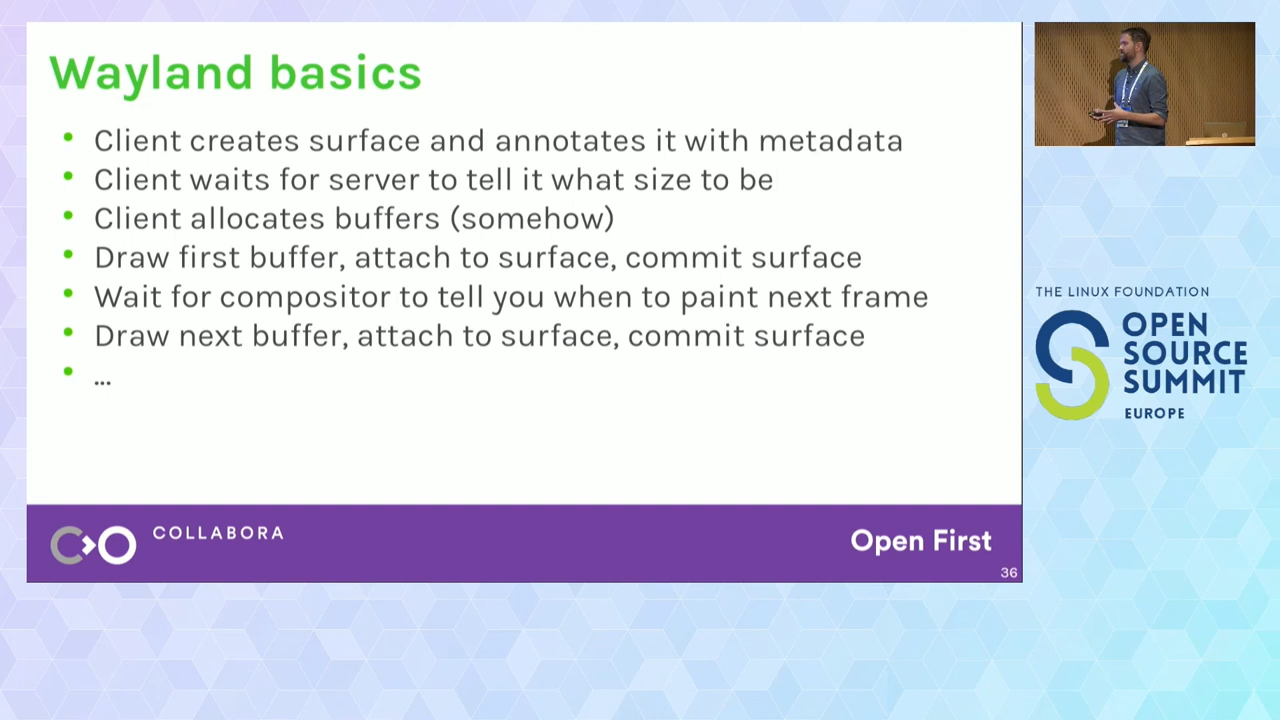 Wayland basics
• Client creates surface and annotates it with metadata
• Client waits for server to tell it what size to be
• Client allocates buffers (somehow)
• Draw first buffer, attach to surface, commit surface
• Wait for compositor to tell you when to paint next frame
• Draw next buffer, attach to surface, commit surface
• ...
COLLABORA
Open First
36
THE LINUX FOUNDATION
OPEN
SOURCE
SUMMIT
EUROPE